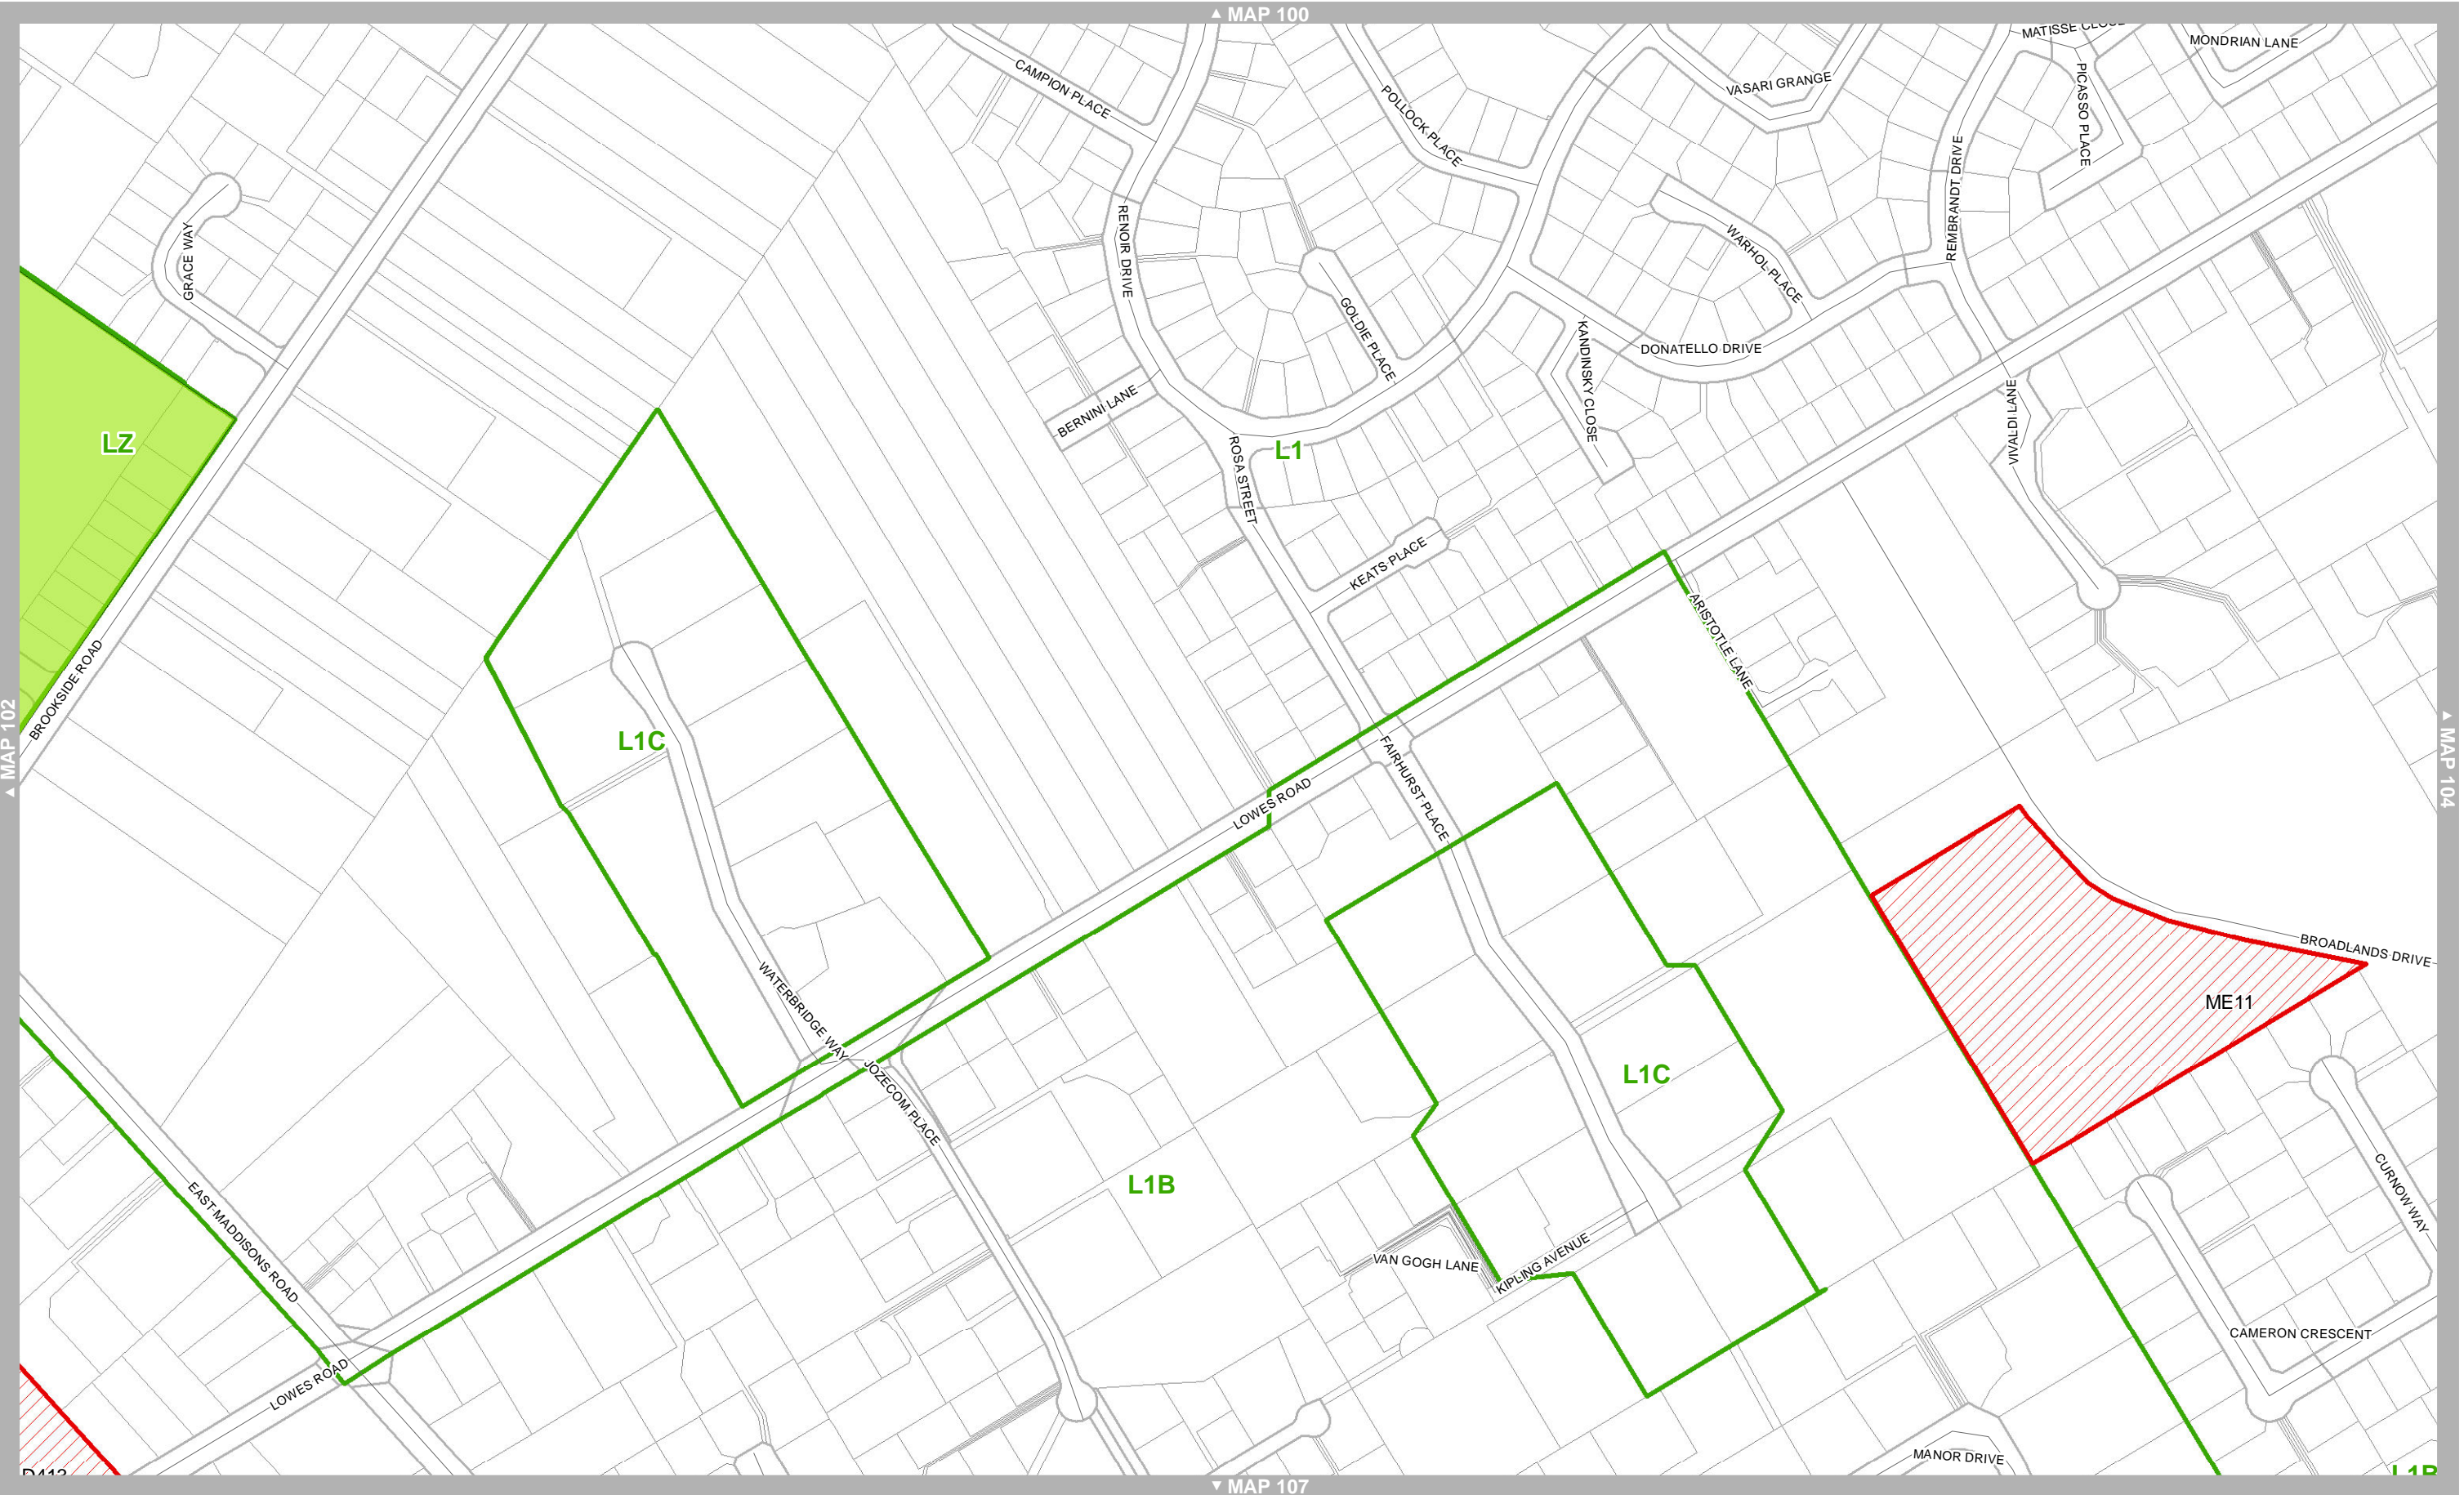 ▲ MAP 100
MATISSE CLOSE
MONDRIAN LANE
CAMPION PLACE
VASARI GRANGE
POLLOCK PLACE
PICASSO PLACE
REMBRANDT DRIVE
GRACE WAY
RENOIR DRIVE
WARHOL PLACE
GOLDIE PLACE
KANDINSKY CLOSE
DONATELLO DRIVE
BERNINI LANE
VIVALDI LANE
LZ
L1
ROSA STREET
KEATS PLACE
ARISTOTLE LANE
BROOKSIDE ROAD
▲ MAP 102
▲ MAP 104
L1C
FAIRHURST PLACE
LOWES ROAD
BROADLANDS DRIVE
ME11
WATERBRIDGE WAY
JOZECOM PLACE
L1C
L1B
CURNOW WAY
EAST MADDISONS ROAD
VAN GOGH LANE
KIPLING AVENUE
CAMERON CRESCENT
LOWES ROAD
MANOR DRIVE
L1B
▼ MAP 107